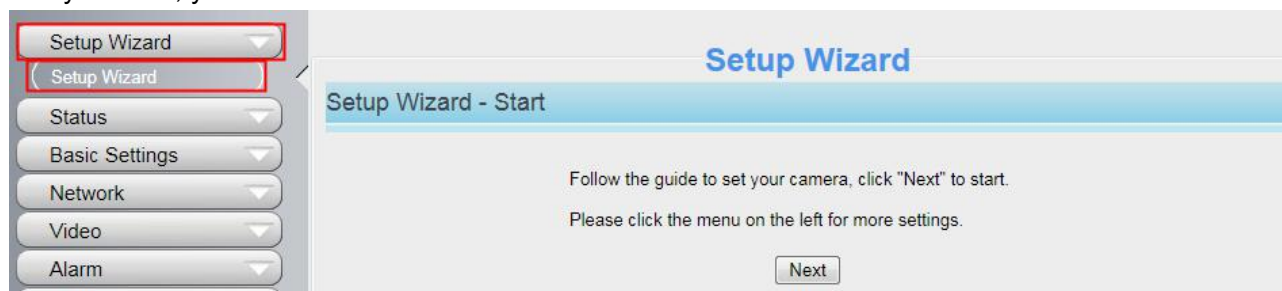 Setup Wizard
Setup Wizard
Status
Basic Settings
Network
Video
Alarm
Setup Wizard
Setup Wizard - Start
Follow the guide to set your camera, click "Next" to start.
Please click the menu on the left for more settings.
Next